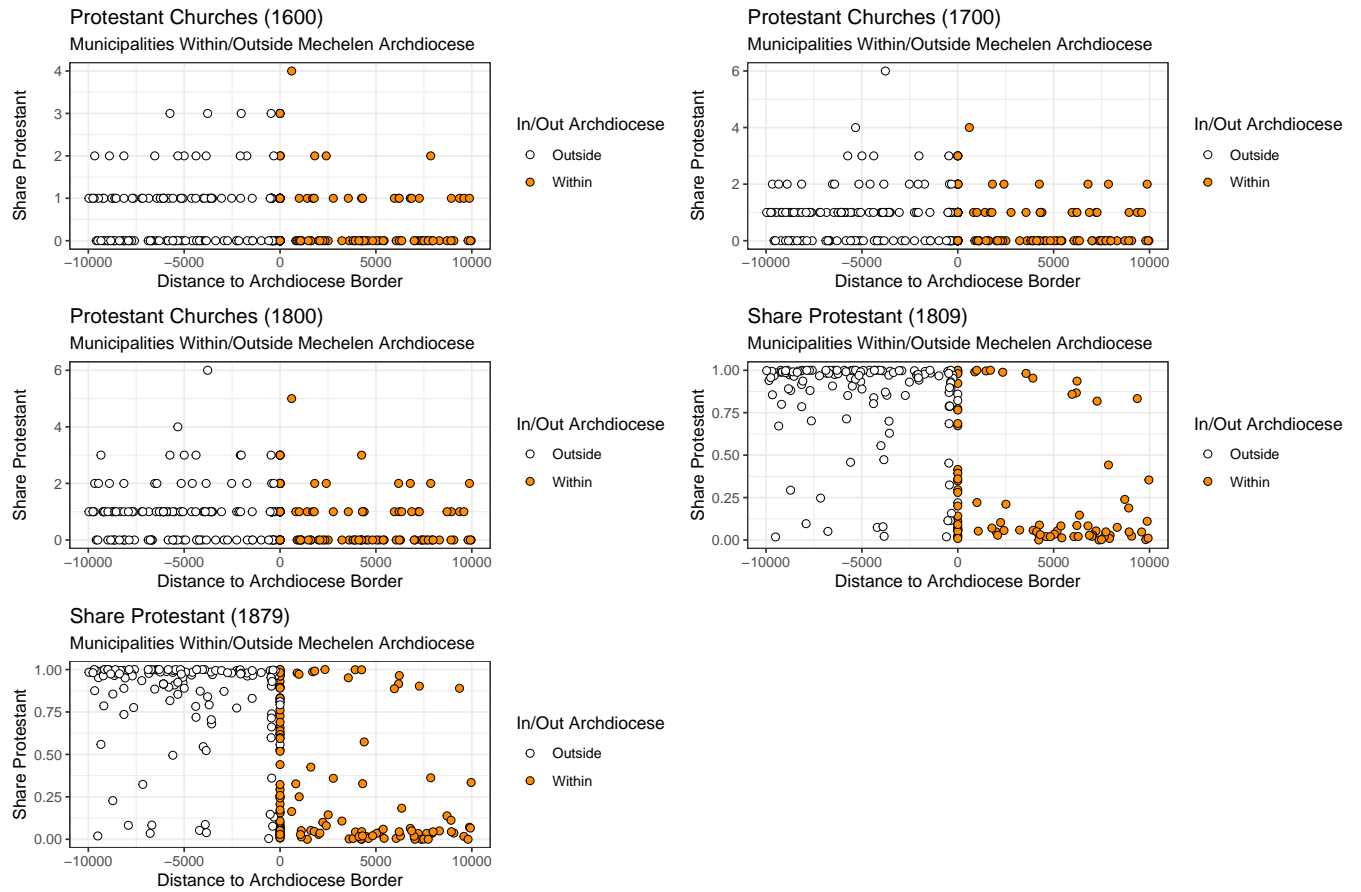 Protestant Churches (1600)
Municipalities Within/Outside Mechelen Archdiocese
Share Protestant
4
3
2
1
0
−10000 −5000 0 5000 10000
Distance to Archdiocese Border
In/Out Archdiocese
Outside
Within
Protestant Churches (1700)
Municipalities Within/Outside Mechelen Archdiocese
Share Protestant
6
4
2
0
−10000 −5000 0 5000 10000
Distance to Archdiocese Border
In/Out Archdiocese
Outside
Within
Protestant Churches (1800)
Municipalities Within/Outside Mechelen Archdiocese
Share Protestant
6
4
2
0
−10000 −5000 0 5000 10000
Distance to Archdiocese Border
In/Out Archdiocese
Outside
Within
Share Protestant (1809)
Municipalities Within/Outside Mechelen Archdiocese
Share Protestant
1.00
0.75
0.50
0.25
0.00
−10000 −5000 0 5000 10000
Distance to Archdiocese Border
In/Out Archdiocese
Outside
Within
Share Protestant (1879)
Municipalities Within/Outside Mechelen Archdiocese
Share Protestant
1.00
0.75
0.50
0.25
0.00
−10000 −5000 0 5000 10000
Distance to Archdiocese Border
In/Out Archdiocese
Outside
Within